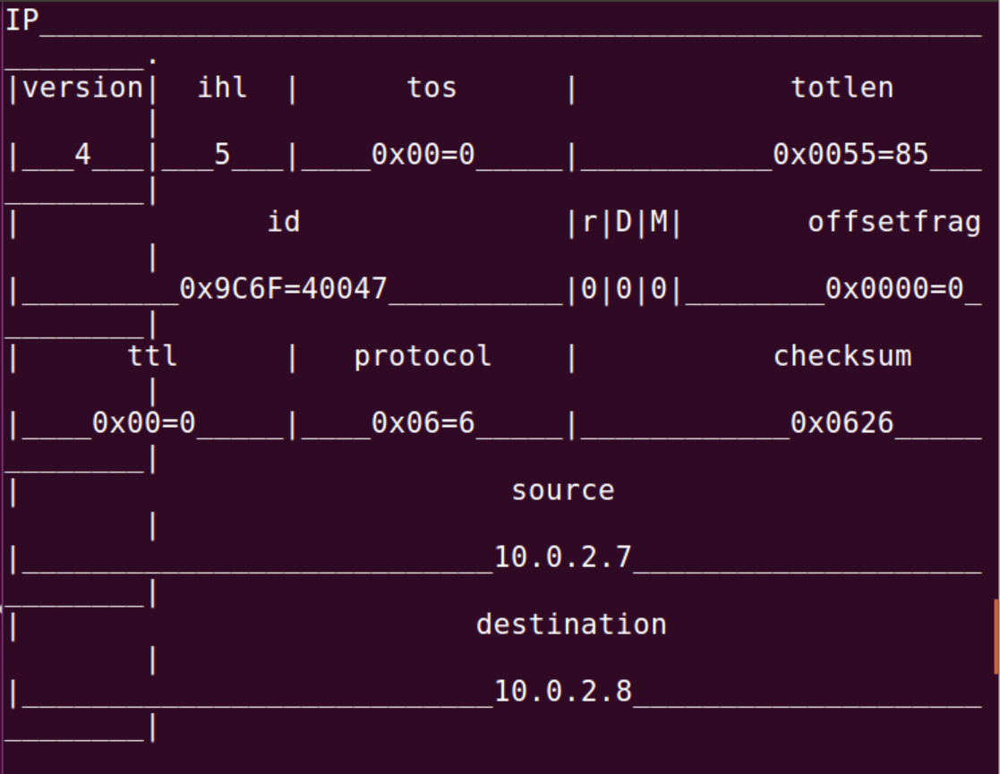 IP______________________________________________________
________.
|version|  ihl  |      tos      |            totlen
        |
|___4___|___5___|____0x00=0_____|___________0x0055=85___
________|
|              id               |r|D|M|       offsetfrag
        |
|_________0x9C6F=40047__________|0|0|0|________0x0000=0_
________|
|      ttl      |   protocol    |           checksum
        |
|____0x00=0_____|____0x06=6_____|____________0x0626_____
________|
|                            source
        |
|___________________________10.0.2.7____________________
________|
|                          destination
        |
|___________________________10.0.2.8____________________
________|